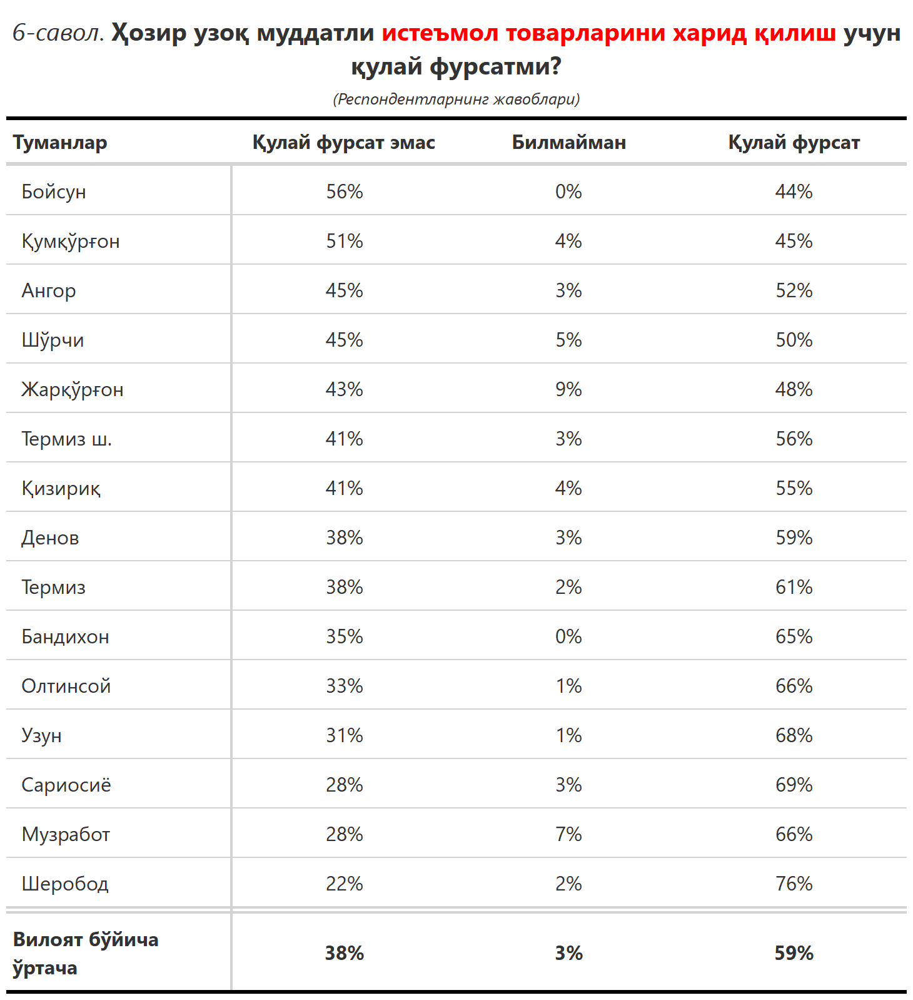 6-савол. Ҳозир узоқ муддатли истеъмол товарларини харид қилиш учун
қулай фурсатми?
(Респондентларнинг жавоблари)
Туманлар Қулай фурсат эмас Билмайман Қулай фурсат
Бойсун 56% 0% 44%
Қумқўрғон 51% 4% 45%
Ангор 45% 3% 52%
Шўрчи 45% 5% 50%
Жарқўрғон 43% 9% 48%
Термиз ш. 41% 3% 56%
Қизириқ 41% 4% 55%
Денов 38% 3% 59%
Термиз 38% 2% 61%
Бандихон 35% 0% 65%
Олтинсой 33% 1% 66%
Узун 31% 1% 68%
Сариосиё 28% 3% 69%
Музработ 28% 7% 66%
Шеробод 22% 2% 76%
Вилоят бўйича
ўртача 38% 3% 59%